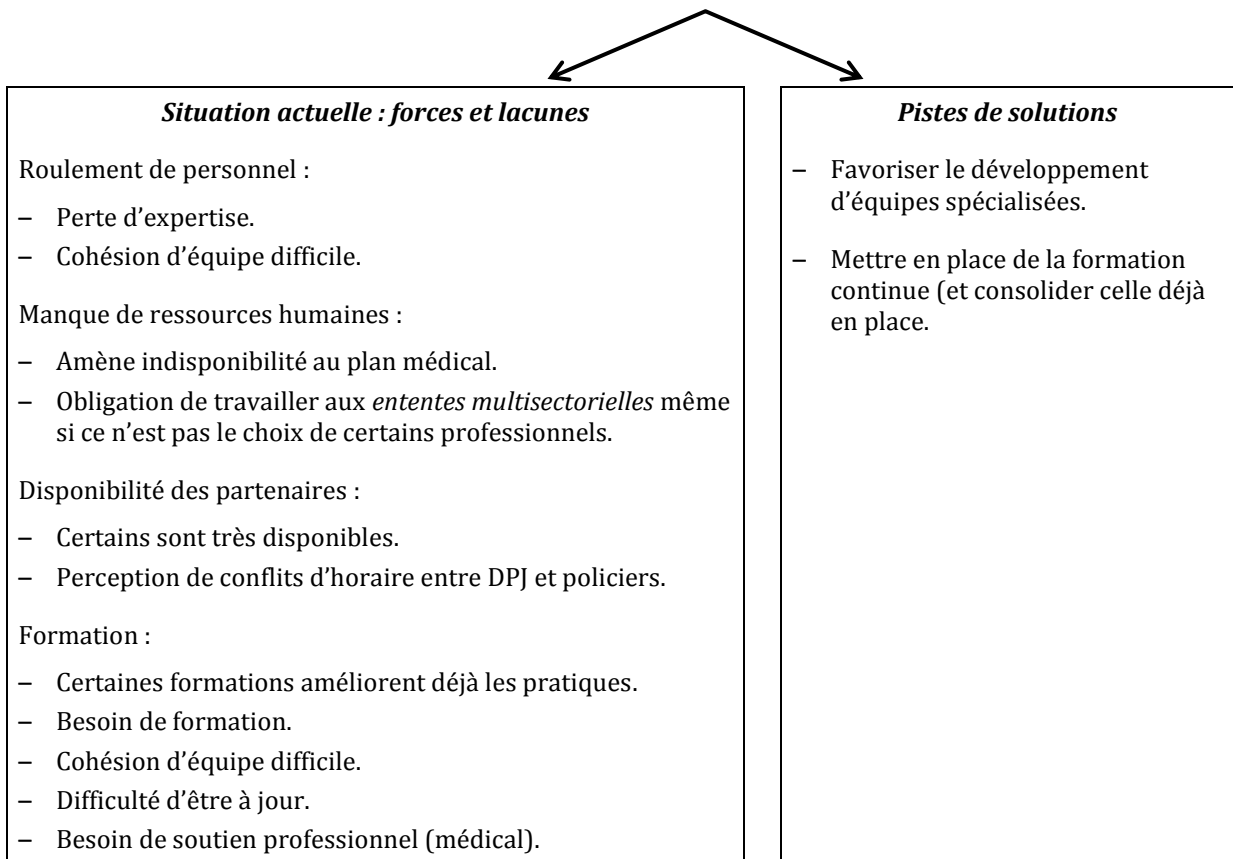 Situation actuelle : forces et lacunes
Roulement de personnel :
– Perte d’expertise.
– Cohésion d’équipe difficile.
Manque de ressources humaines :
– Amène indisponibilité au plan médical.
– Obligation de travailler aux ententes multisectorielles même
si ce n’est pas le choix de certains professionnels.
Disponibilité des partenaires :
– Certains sont très disponibles.
– Perception de conflits d’horaire entre DPJ et policiers.
Formation :
– Certaines formations améliorent déjà les pratiques.
– Besoin de formation.
– Cohésion d’équipe difficile.
– Difficulté d’être à jour.
– Besoin de soutien professionnel (médical).
Pistes de solutions
– Favoriser le développement
d’équipes spécialisées.
– Mettre en place de la formation
continue (et consolider celle déjà
en place.